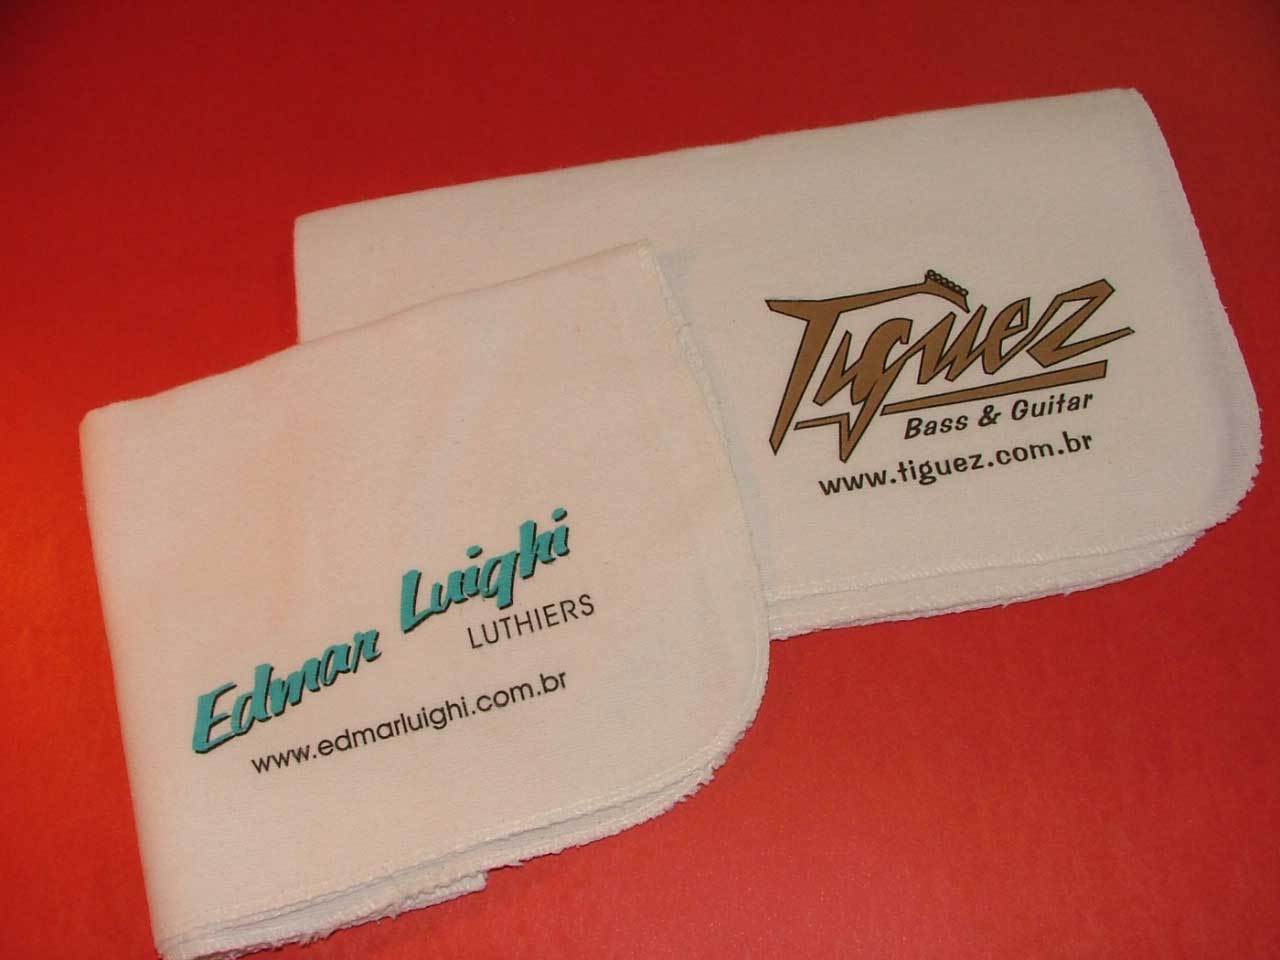 Tiguez
Bass & Guitar
www.tiguez.com.br
Edmar Luighi
LUTHIERS
www.edmarluighi.com.br